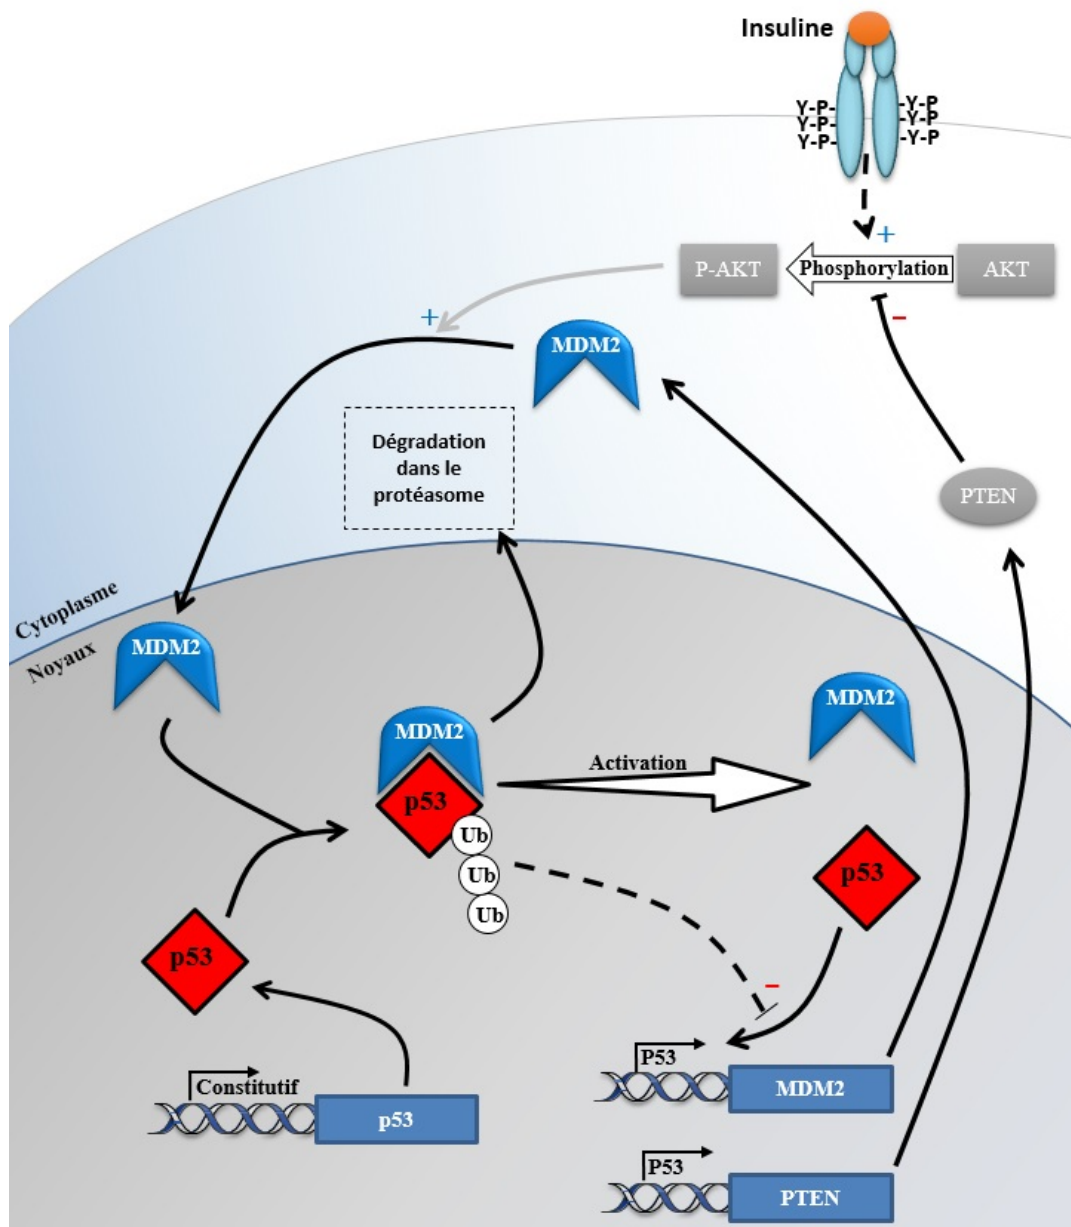 Insuline
Y-P-
Y-P-
Y-P-
-Y-P
-Y-P
-Y-P
+
P-AKT
Phosphorylation
AKT
–
+
MDM2
Dégradation
dans le
protéasome
PTEN
Cytoplasme
Noyaux
MDM2
MDM2
p53
Ub
Ub
Ub
Activation
MDM2
p53
p53
–
Constitutif
p53
P53
MDM2
P53
PTEN